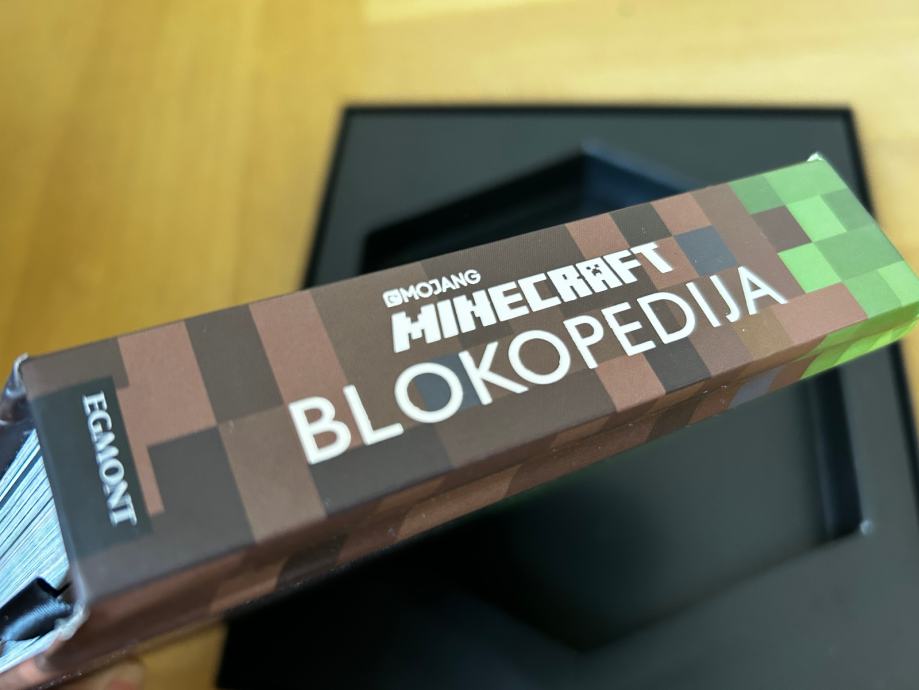 MOJANG
MINECRAFT
BLOKOPEDIJA
EGMONT